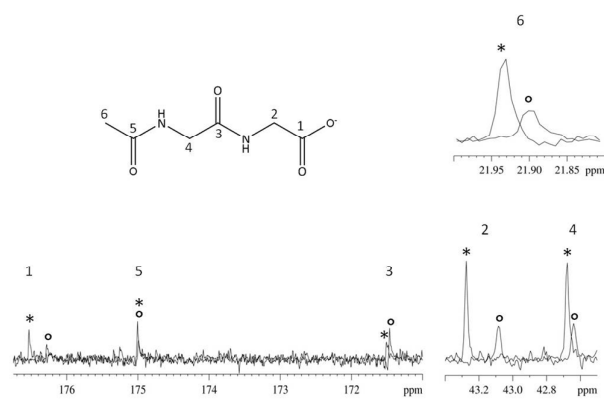 6
*
o
21.95 21.90 21.85 ppm
O
6 H 2 O⁻
N
5 3 1
4 N
H
O O
1 5 3
* * *
o o o
176 175 174 173 172 ppm
2 4
* *
o o
43.2 43.0 42.8 ppm